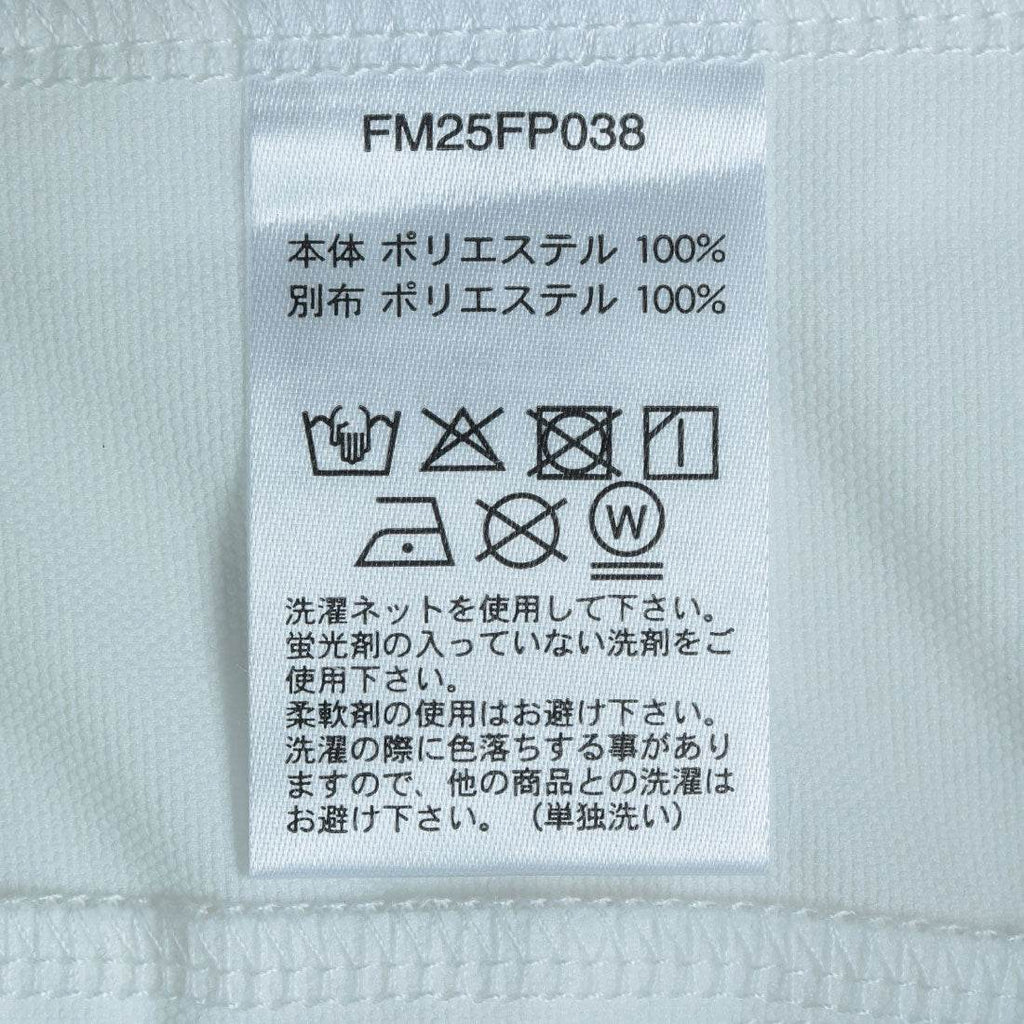 FM25FP038
本体 ポリエステル 100%
別布 ポリエステル 100%
W
洗濯ネットを使用して下さい。
蛍光剤の入っていない洗剤をご
使用下さい。
柔軟剤の使用はお避け下さい。
洗濯の際に色落ちする事があり
ますので、他の商品との洗濯は
お避け下さい。（単独洗い）